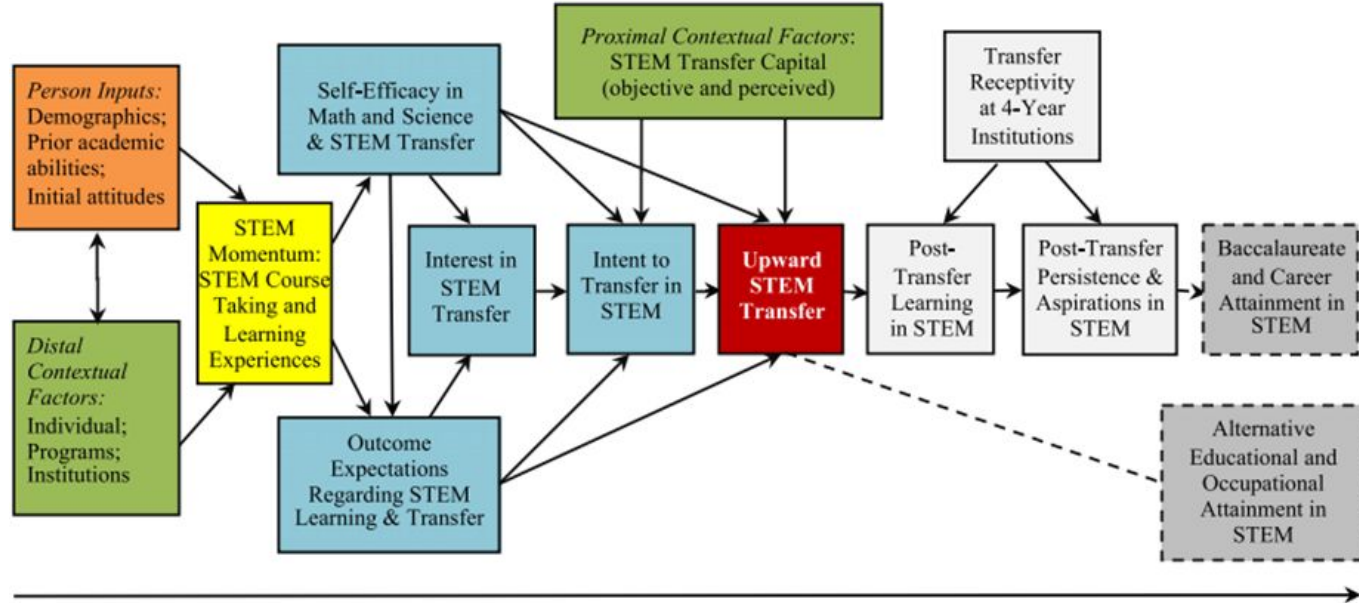 Person Inputs:
Demographics;
Prior academic
abilities;
Initial attitudes
Distal
Contextual
Factors:
Individual;
Programs;
Institutions
STEM
Momentum:
STEM Course
Taking and
Learning
Experiences
Self-Efficacy in
Math and Science
& STEM Transfer
Outcome
Expectations
Regarding STEM
Learning & Transfer
Interest in
STEM
Transfer
Proximal Contextual Factors:
STEM Transfer Capital
(objective and perceived)
Intent to
Transfer in
STEM
Upward
STEM
Transfer
Transfer
Receptivity
at 4-Year
Institutions
Post-
Transfer
Learning
in STEM
Post-Transfer
Persistence &
Aspirations in
STEM
Baccalaureate
and Career
Attainment in
STEM
Alternative
Educational and
Occupational
Attainment in
STEM